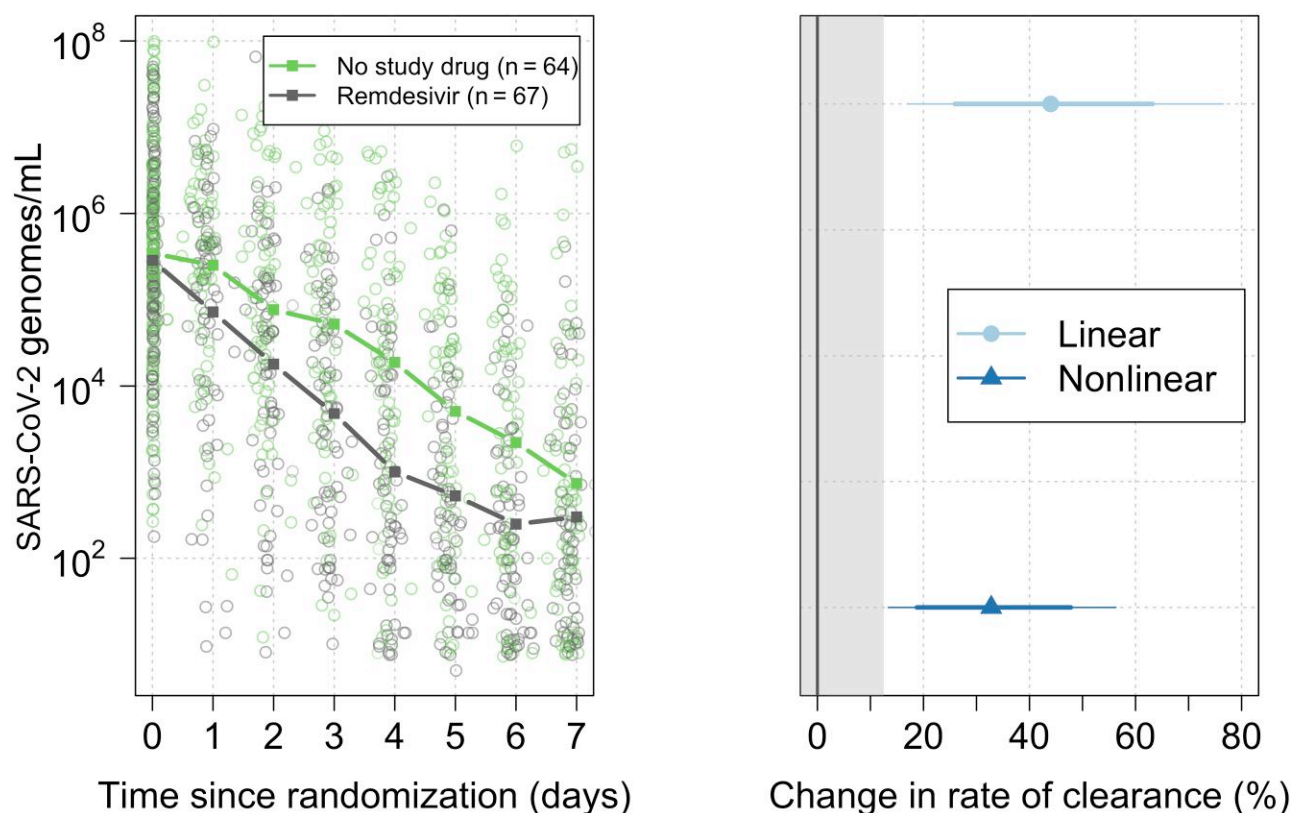 10^8
10^6
10^4
10^2
SARS-CoV-2 genomes/mL
No study drug (n = 64)
Remdesivir (n = 67)
0 1 2 3 4 5 6 7
Time since randomization (days)
Linear
Nonlinear
0 20 40 60 80
Change in rate of clearance (%)